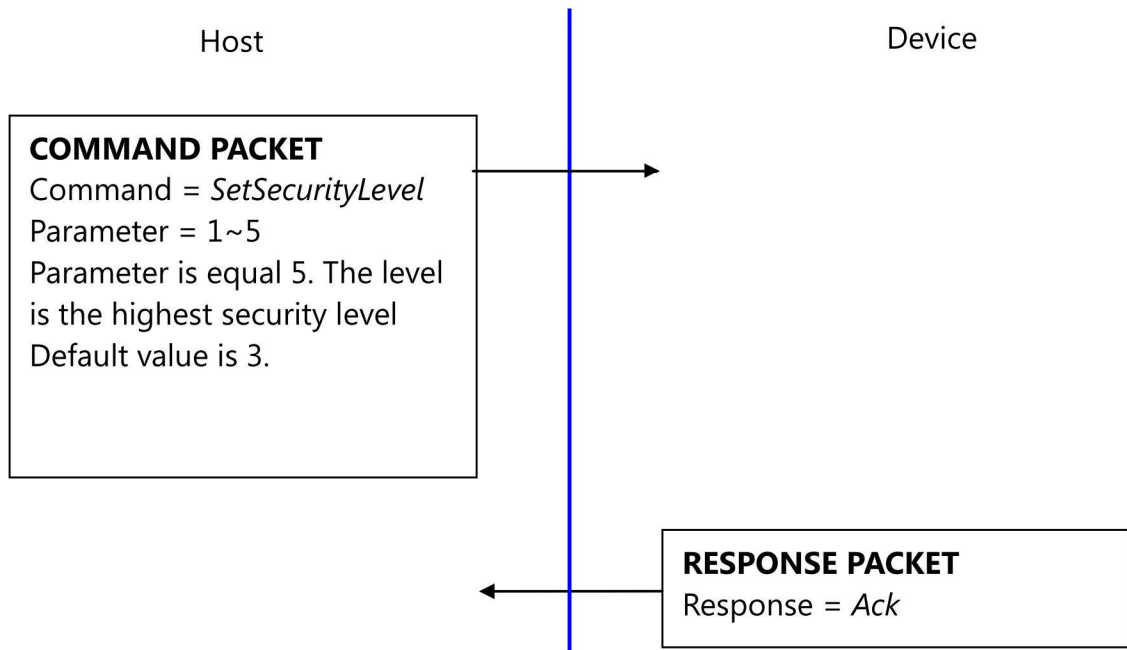 Host
Device
COMMAND PACKET
Command = SetSecurityLevel
Parameter = 1~5
Parameter is equal 5. The level
is the highest security level
Default value is 3.
RESPONSE PACKET
Response = Ack